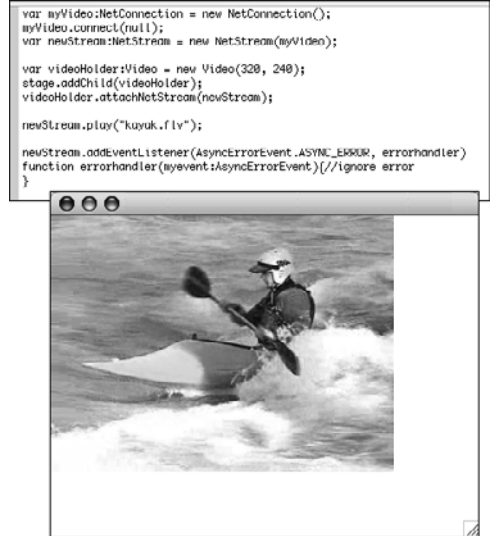 var myVideo:NetConnection = new NetConnection();
myVideo.connect(null);
var newStream:NetStream = new NetStream(myVideo);
var videoHolder:Video = new Video(320, 240);
stage.addChild(videoHolder);
videoHolder.attachNetStream(newStream);
newStream.play("kayak.flv");
newStream.addEventListener(AsyncErrorEvent.ASYNC_ERROR, errorhandler)
function errorhandler(myevent:AsyncErrorEvent){//ignore error
}